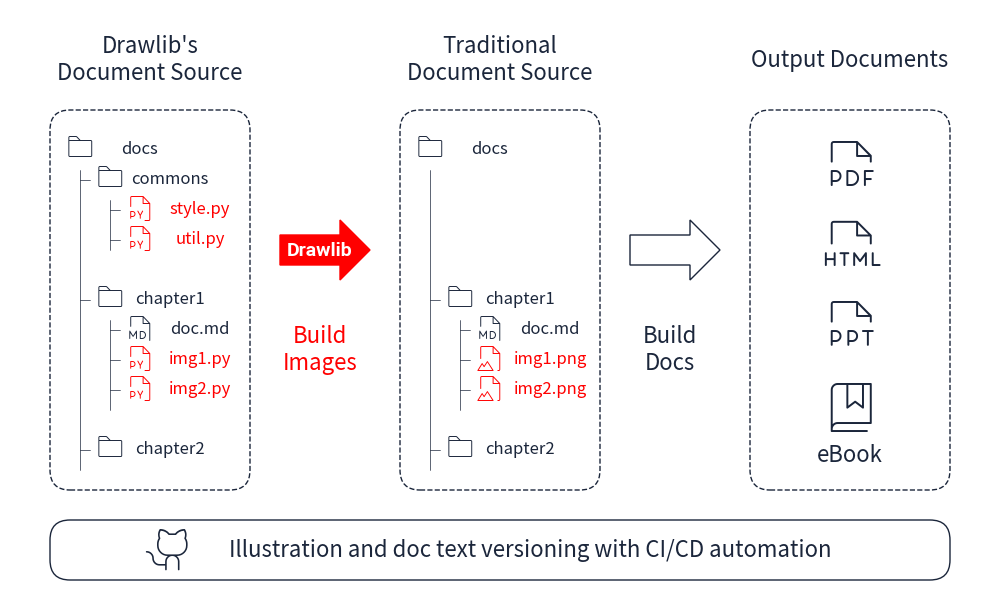 Drawlib's
Document Source
docs
commons
PY style.py
PY util.py
chapter1
MD doc.md
PY img1.py
PY img2.py
chapter2
Drawlib
Build
Images
Traditional
Document Source
docs
chapter1
MD doc.md
img1.png
img2.png
chapter2
Build
Docs
Output Documents
PDF
HTML
PPT
eBook
Illustration and doc text versioning with CI/CD automation